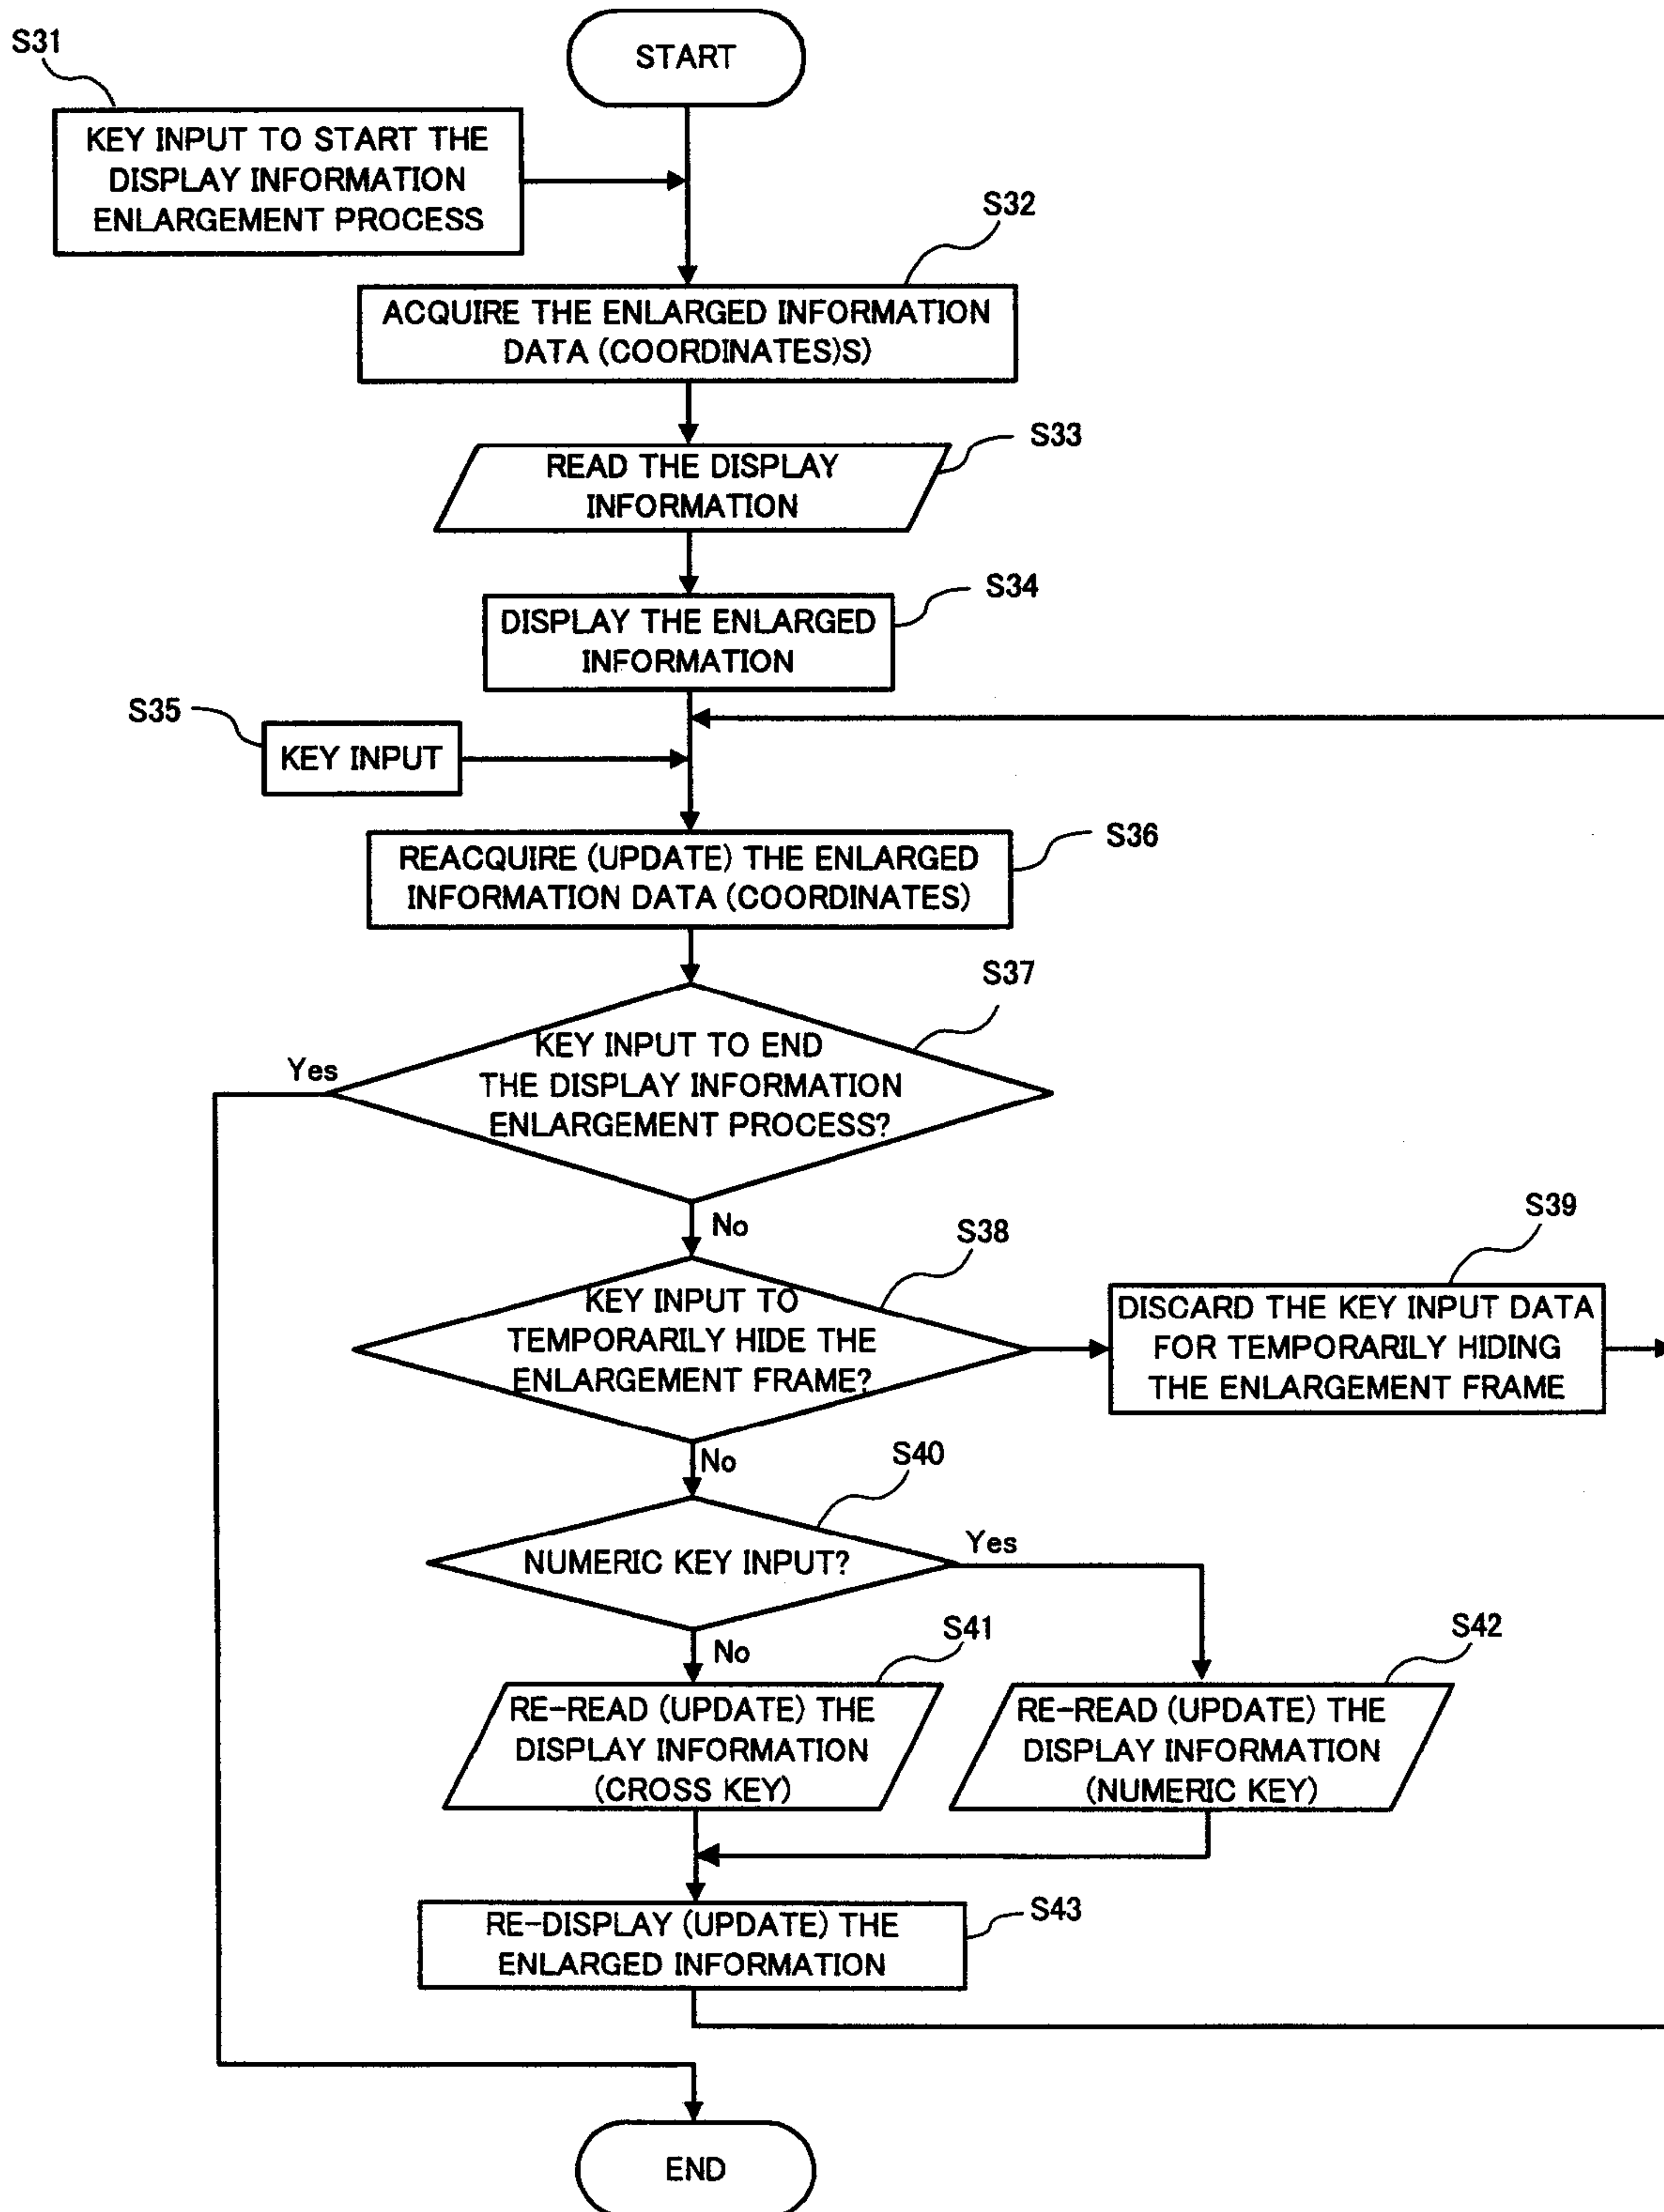 START
S31
KEY INPUT TO START THE
DISPLAY INFORMATION
ENLARGEMENT PROCESS
S32
ACQUIRE THE ENLARGED INFORMATION
DATA (COORDINATES)S)
S33
READ THE DISPLAY
INFORMATION
S34
DISPLAY THE ENLARGED
INFORMATION
S35
KEY INPUT
S36
REACQUIRE (UPDATE) THE ENLARGED
INFORMATION DATA (COORDINATES)
S37
KEY INPUT TO END
THE DISPLAY INFORMATION
ENLARGEMENT PROCESS?
Yes
No
S38
KEY INPUT TO
TEMPORARILY HIDE THE
ENLARGEMENT FRAME?
S39
DISCARD THE KEY INPUT DATA
FOR TEMPORARILY HIDING
THE ENLARGEMENT FRAME
No
S40
NUMERIC KEY INPUT?
Yes
No
S41
RE-READ (UPDATE) THE
DISPLAY INFORMATION
(CROSS KEY)
S42
RE-READ (UPDATE) THE
DISPLAY INFORMATION
(NUMERIC KEY)
S43
RE-DISPLAY (UPDATE) THE
ENLARGED INFORMATION
END